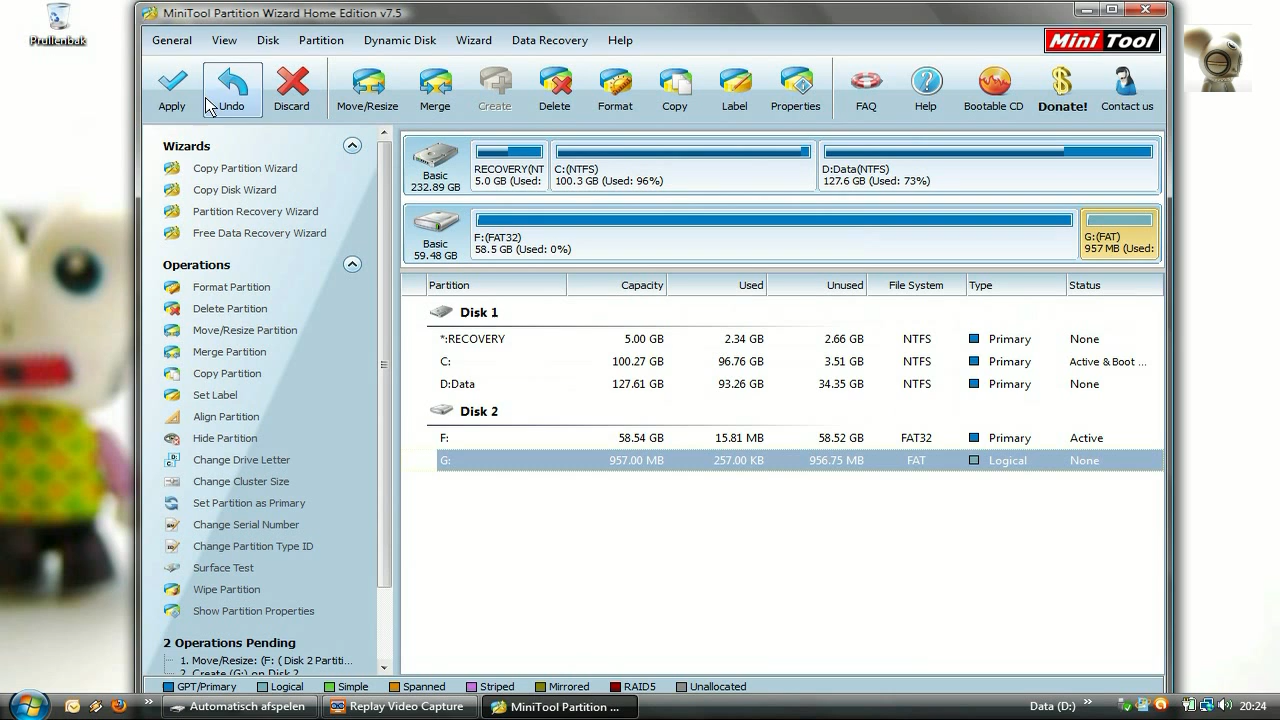 Prullenbak
MiniTool Partition Wizard Home Edition v7.5
General View Disk Partition Dynamic Disk Wizard Data Recovery Help
Mini Tool
Apply Undo Discard Move/Resize Merge Create Delete Format Copy Label Properties FAQ Help Bootable CD Donate! Contact us
Wizards
Copy Partition Wizard
Copy Disk Wizard
Partition Recovery Wizard
Free Data Recovery Wizard
Operations
Format Partition
Delete Partition
Move/Resize Partition
Merge Partition
Copy Partition
Set Label
Align Partition
Hide Partition
Change Drive Letter
Change Cluster Size
Set Partition as Primary
Change Serial Number
Change Partition Type ID
Surface Test
Wipe Partition
Show Partition Properties
2 Operations Pending
1. Move/Resize: (F: ( Disk 2 Partiti...
2. Create (G:) on Disk 2
Basic
232.89 GB
RECOVERY(NT
5.0 GB (Used:
C:(NTFS)
100.3 GB (Used: 96%)
D:Data(NTFS)
127.6 GB (Used: 73%)
Basic
59.48 GB
F:(FAT32)
58.5 GB (Used: 0%)
G:(FAT)
957 MB (Used:
Partition Capacity Used Unused File System Type Status
Disk 1
*:RECOVERY 5.00 GB 2.34 GB 2.66 GB NTFS Primary None
C: 100.27 GB 96.76 GB 3.51 GB NTFS Primary Active & Boot ...
D:Data 127.61 GB 93.26 GB 34.35 GB NTFS Primary None
Disk 2
F: 58.54 GB 15.81 MB 58.52 GB FAT32 Primary Active
G: 957.00 MB 257.00 KB 956.75 MB FAT Logical None
GPT/Primary Logical Simple Spanned Striped Mirrored RAID5 Unallocated
Automatisch afspelen Replay Video Capture MiniTool Partition ... Data (D:) 20:24